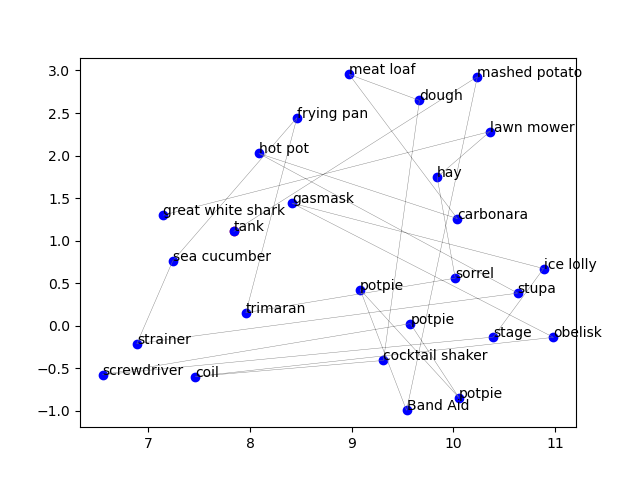 3.0
2.5
2.0
1.5
1.0
0.5
0.0
−0.5
−1.0
meat loaf
mashed potato
dough
frying pan
lawn mower
hot pot
hay
gasmask
great white shark
carbonara
tank
sea cucumber
ice lolly
sorrel
potpie
stupa
trimaran
potpie
strainer
stage
obelisk
cocktail shaker
screwdriver
coil
potpie
Band Aid
7
8
9
10
11